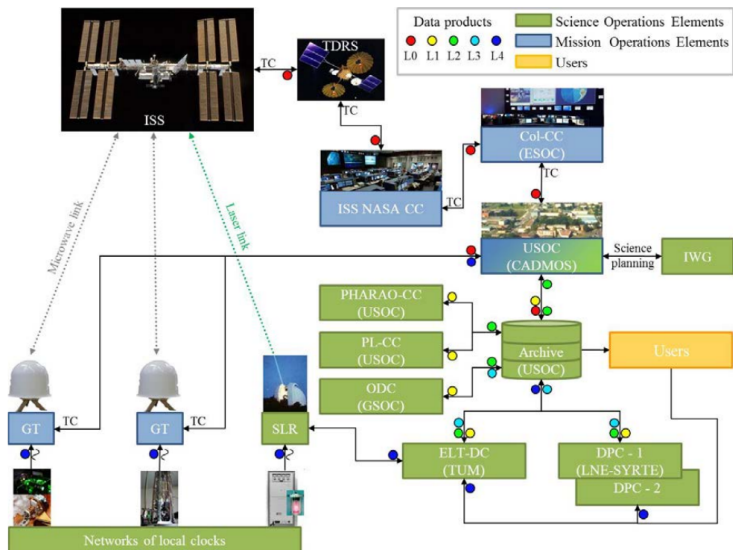 Data products
L0 L1 L2 L3 L4
Science Operations Elements
Mission Operations Elements
Users
ISS
TC
TDRS
TC
ISS NASA CC
TC
Col-CC
(ESOC)
TC
USOC
(CADMOS)
Science
planning
IWG
Microwave link
Laser link
PHARAO-CC
(USOC)
PL-CC
(USOC)
ODC
(GSOC)
Archive
(USOC)
Users
GT
TC
GT
TC
SLR
ELT-DC
(TUM)
DPC - 1
(LNE-SYRTE)
DPC - 2
Networks of local clocks